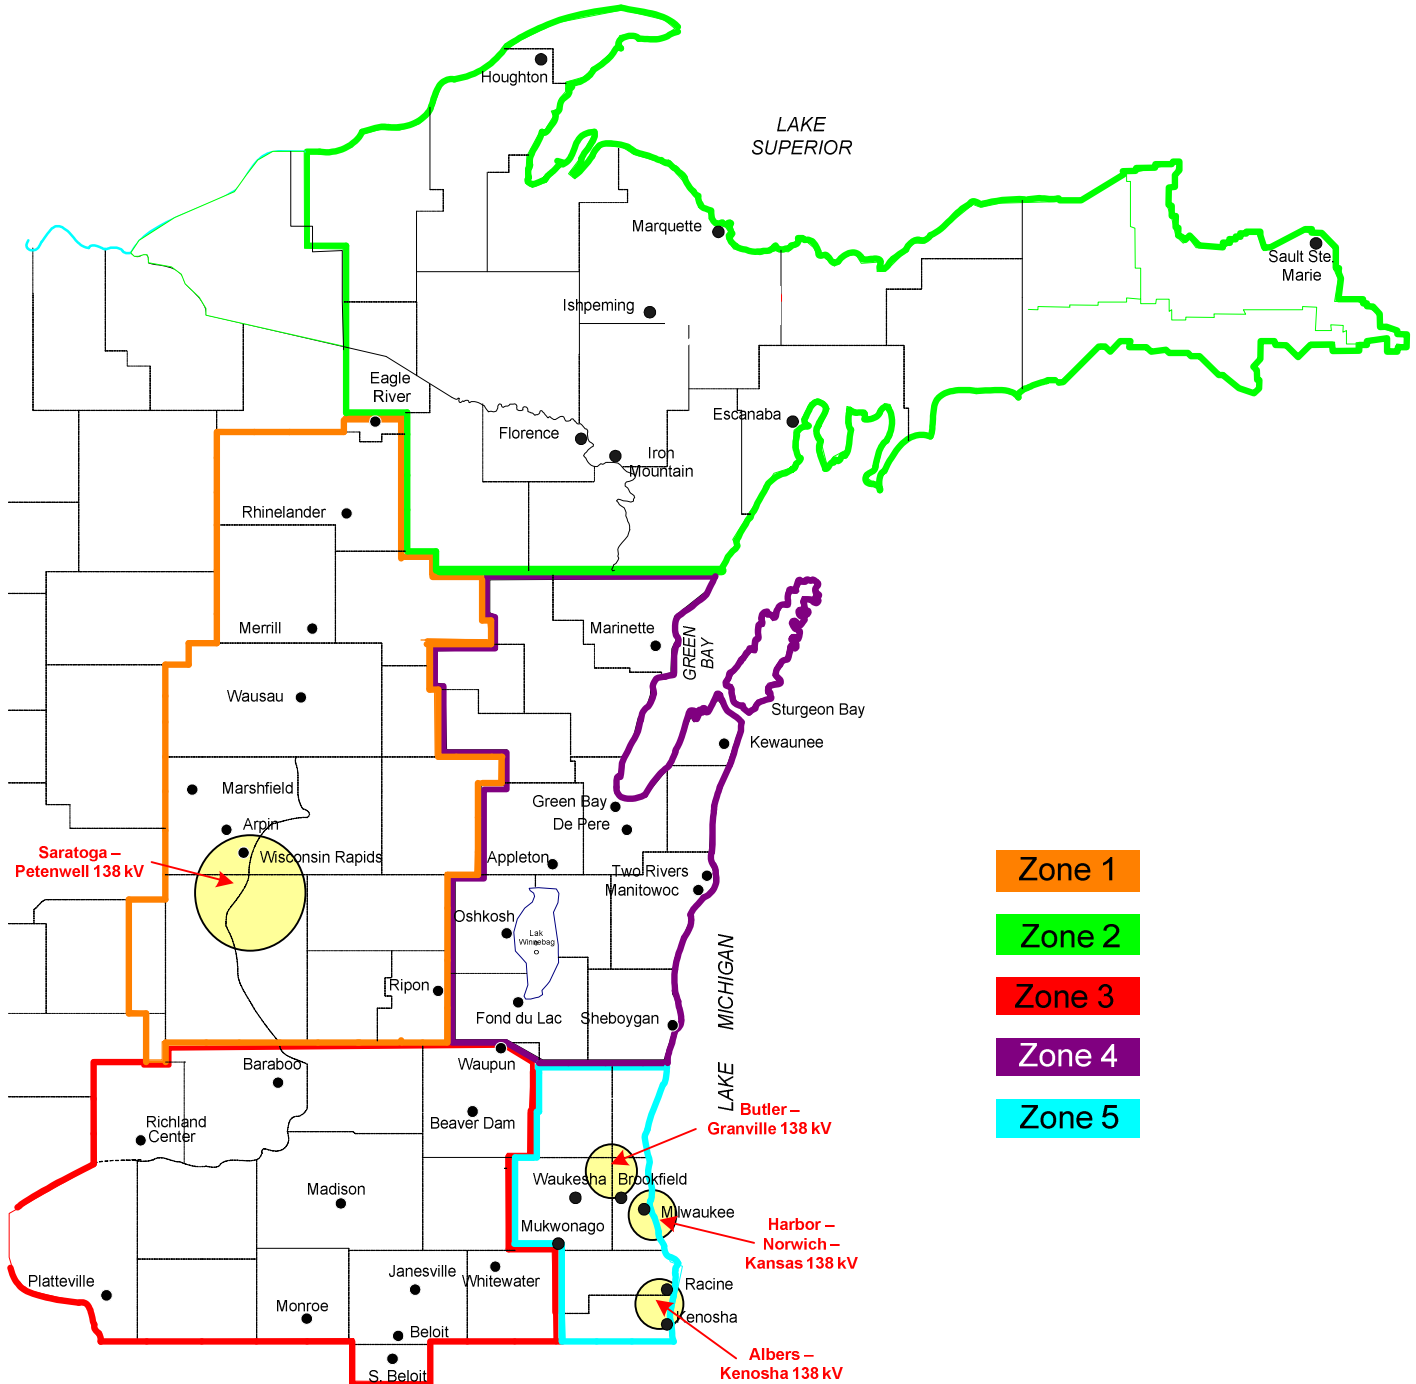 Houghton
LAKE
SUPERIOR
Marquette
Sault Ste.
Marie
Ishpeming
Eagle
River
Escanaba
Florence
Iron
Mountain
Rhinelander
Merrill
Marinette
GREEN
BAY
Wausau
Sturgeon Bay
Kewaunee
Marshfield
Green Bay
Arpin
De Pere
Saratoga –
Petenwell 138 kV
Wisconsin Rapids
Appleton
Two Rivers
Manitowoc
Zone 1
Oshkosh
Lak
Winnebag
o
Zone 2
LAKE MICHIGAN
Ripon
Zone 3
Fond du Lac
Sheboygan
Zone 4
Waupun
Baraboo
Butler –
Granville 138 kV
Zone 5
Beaver Dam
Richland
Center
Waukesha
Brookfield
Madison
Milwaukee
Mukwonago
Harbor –
Norwich –
Kansas 138 kV
Platteville
Janesville
Whitewater
Racine
Monroe
Kenosha
Beloit
Albers –
Kenosha 138 kV
S. Beloit